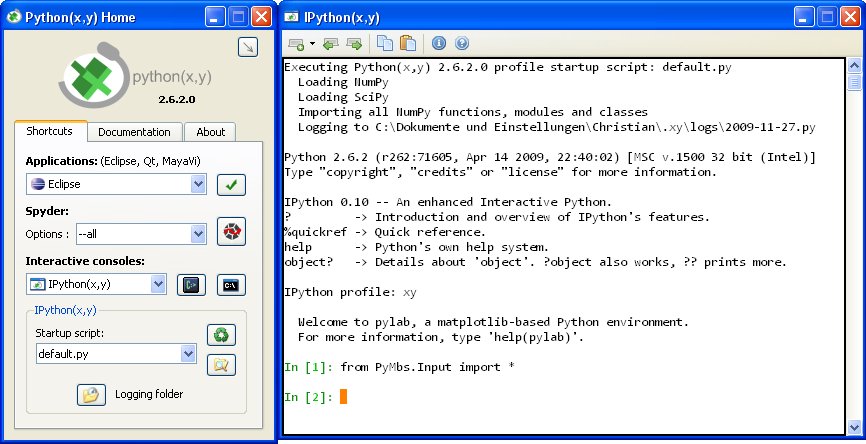 Python(x,y) Home
python(x,y)
2.6.2.0
Shortcuts
Documentation
About
Applications: (Eclipse, Qt, MayaVi)
Eclipse
Spyder:
Options : --all
Interactive consoles:
IPython(x,y)
C:\
IPython(x,y)
Startup script:
default.py
Logging folder
IPython(x,y)
Executing Python(x,y) 2.6.2.0 profile startup script: default.py
Loading NumPy
Loading SciPy
Importing all NumPy functions, modules and classes
Logging to C:\Dokumente und Einstellungen\Christian\.xy\logs\2009-11-27.py
Python 2.6.2 (r262:71605, Apr 14 2009, 22:40:02) [MSC v.1500 32 bit (Intel)]
Type "copyright", "credits" or "license" for more information.
IPython 0.10 -- An enhanced Interactive Python.
? -> Introduction and overview of IPython's features.
%quickref -> Quick reference.
help -> Python's own help system.
object? -> Details about 'object'. ?object also works, ?? prints more.
IPython profile: xy
Welcome to pylab, a matplotlib-based Python environment.
For more information, type 'help(pylab)'.
In [1]: from PyMbs.Input import *
In [2]: